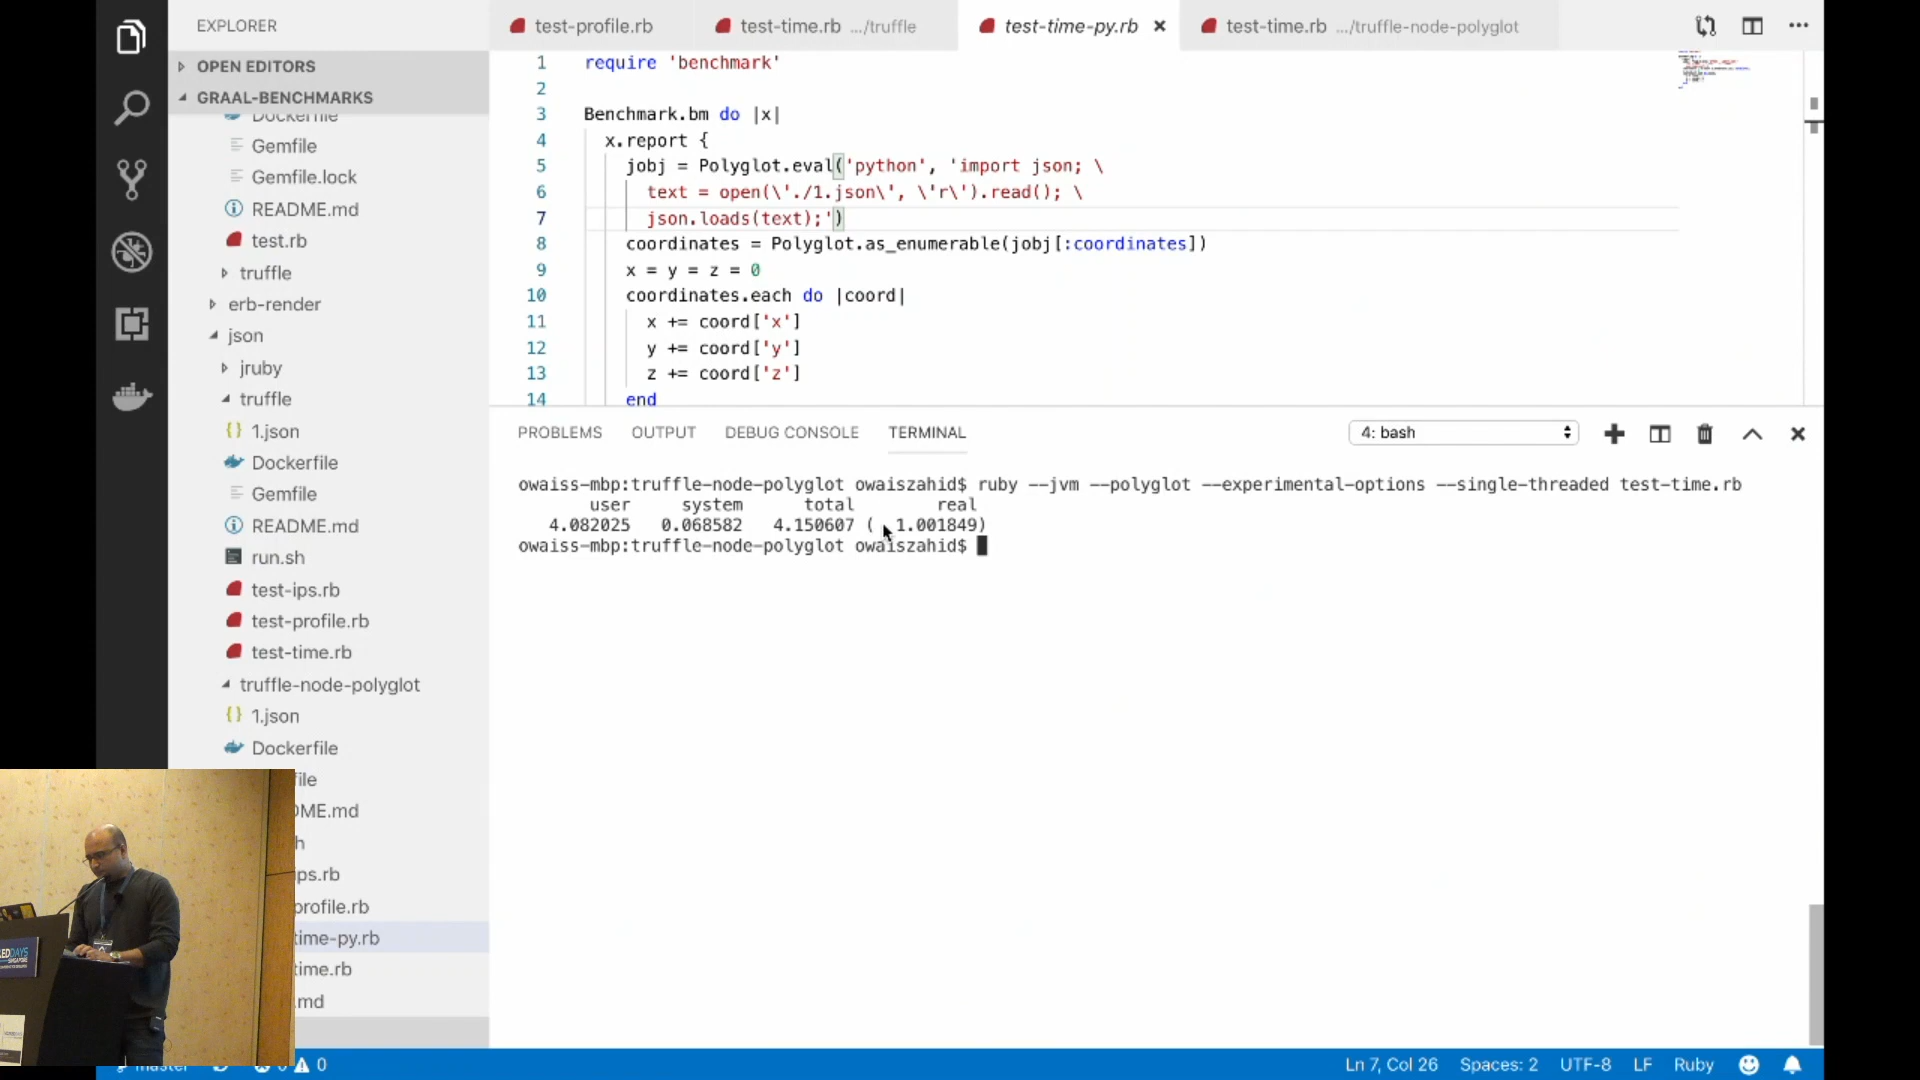 EXPLORER
OPEN EDITORS
GRAAL-BENCHMARKS
Dockerfile
Gemfile
Gemfile.lock
README.md
test.rb
truffle
erb-render
json
jruby
truffle
1.json
Dockerfile
Gemfile
README.md
run.sh
test-ips.rb
test-profile.rb
test-time.rb
truffle-node-polyglot
1.json
Dockerfile
file
DME.md
h
ips.rb
profile.rb
time-py.rb
time.rb
.md
test-profile.rb
test-time.rb .../truffle
test-time-py.rb
test-time.rb .../truffle-node-polyglot
1 require 'benchmark'
2
3 Benchmark.bm do |x|
4 x.report {
5 jobj = Polyglot.eval('python', 'import json; \
6 text = open(\'./1.json\', \'r\').read(); \
7 json.loads(text);')
8 coordinates = Polyglot.as_enumerable(jobj[:coordinates])
9 x = y = z = 0
10 coordinates.each do |coord|
11 x += coord['x']
12 y += coord['y']
13 z += coord['z']
14 end
PROBLEMS OUTPUT DEBUG CONSOLE TERMINAL
4: bash
owaiss-mbp:truffle-node-polyglot owaiszahid$ ruby --jvm --polyglot --experimental-options --single-threaded test-time.rb
user system total real
4.082025 0.068582 4.150607 ( 1.001849)
owaiss-mbp:truffle-node-polyglot owaiszahid$
master 0 0
Ln 7, Col 26 Spaces: 2 UTF-8 LF Ruby